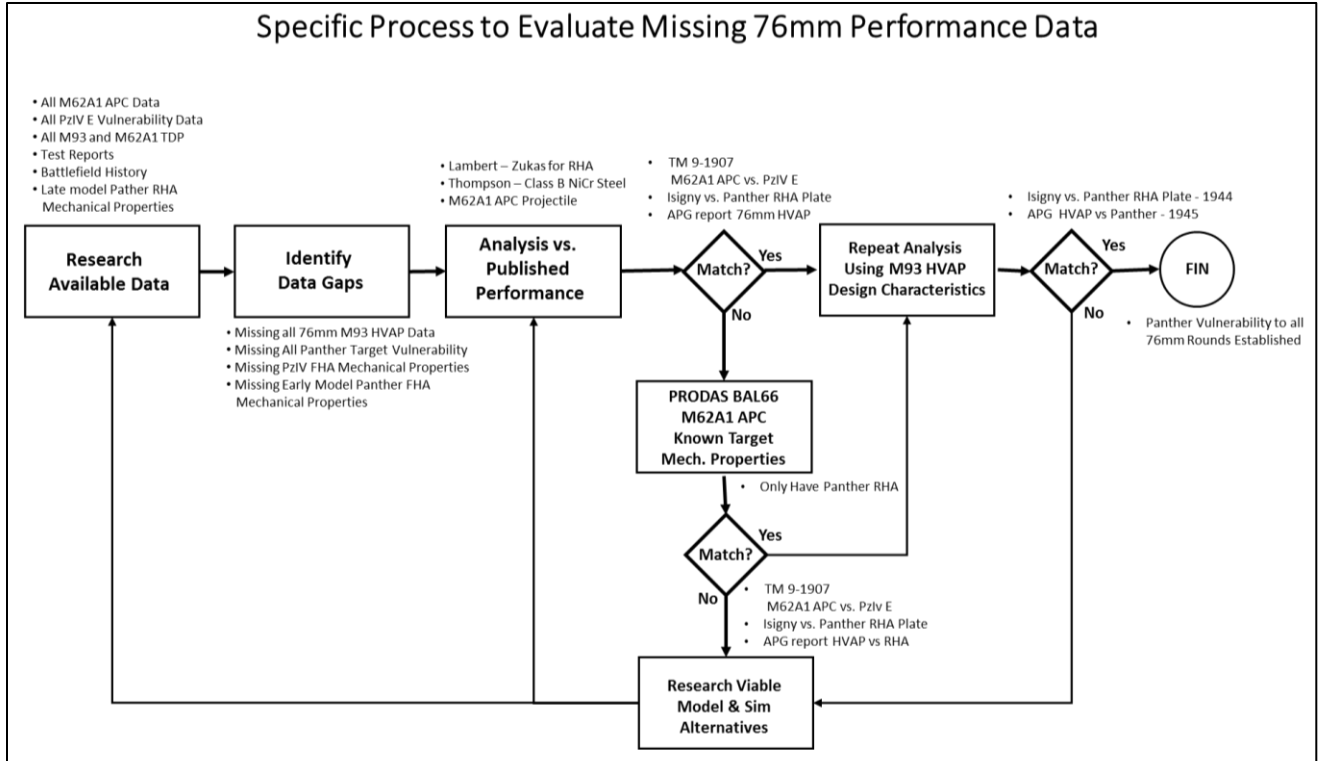 Specific Process to Evaluate Missing 76mm Performance Data
• All M62A1 APC Data
• All PzIV E Vulnerability Data
• All M93 and M62A1 TDP
• Test Reports
• Battlefield History
• Late model Pather RHA
Mechanical Properties
Research
Available Data
Identify
Data Gaps
• Missing all 76mm M93 HVAP Data
• Missing All Panther Target Vulnerability
• Missing PzIV FHA Mechanical Properties
• Missing Early Model Panther FHA
Mechanical Properties
• Lambert – Zukas for RHA
• Thompson – Class B NiCr Steel
• M62A1 APC Projectile
Analysis vs.
Published
Performance
• TM 9-1907
M62A1 APC vs. PzIV E
• Isigny vs. Panther RHA Plate
• APG report 76mm HVAP
Match?
Yes
No
Repeat Analysis
Using M93 HVAP
Design Characteristics
• Isigny vs. Panther RHA Plate - 1944
• APG HVAP vs Panther - 1945
Match?
Yes
No
FIN
• Panther Vulnerability to all
76mm Rounds Established
PRODAS BAL66
M62A1 APC
Known Target
Mech. Properties
• Only Have Panther RHA
Match?
Yes
No
• TM 9-1907
M62A1 APC vs. PzIv E
• Isigny vs. Panther RHA Plate
• APG report HVAP vs RHA
Research Viable
Model & Sim
Alternatives